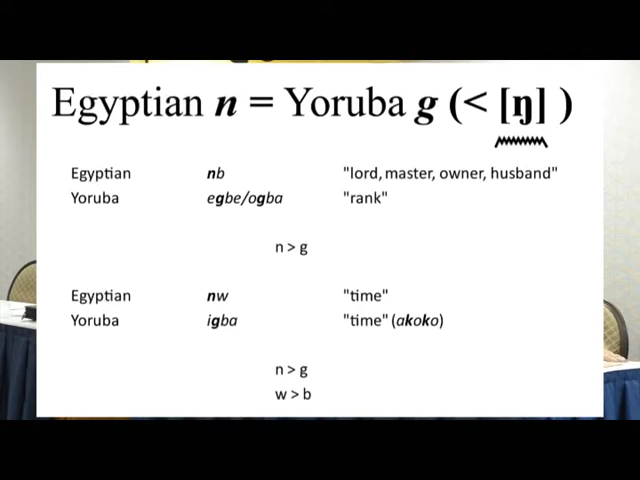 Egyptian n = Yoruba g (< [ŋ] )
Egyptian nb "lord, master, owner, husband"
Yoruba egbe/ogba "rank"
n > g
Egyptian nw "time"
Yoruba igba "time" (akoko)
n > g
w > b